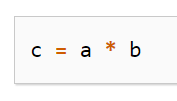 c = a * b